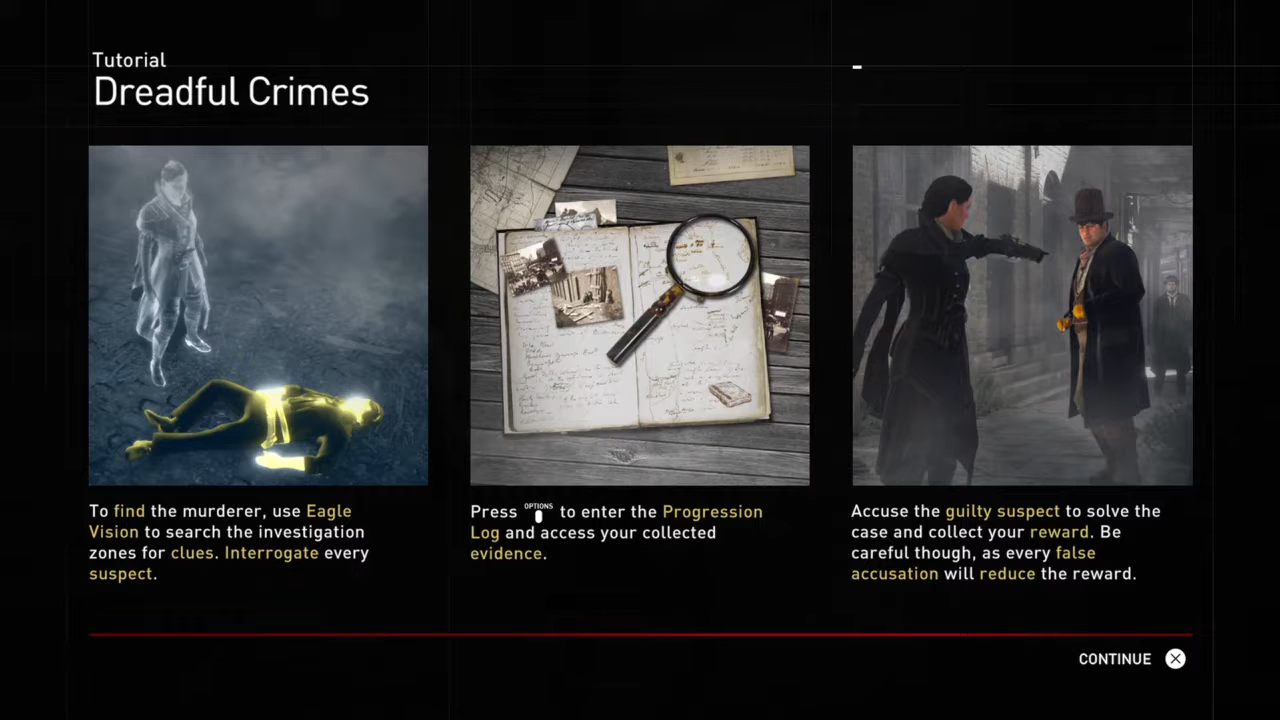 Tutorial
Dreadful Crimes
To find the murderer, use Eagle
Vision to search the investigation
zones for clues. Interrogate every
suspect.
Press OPTIONS to enter the Progression
Log and access your collected
evidence.
Accuse the guilty suspect to solve the
case and collect your reward. Be
careful though, as every false
accusation will reduce the reward.
CONTINUE